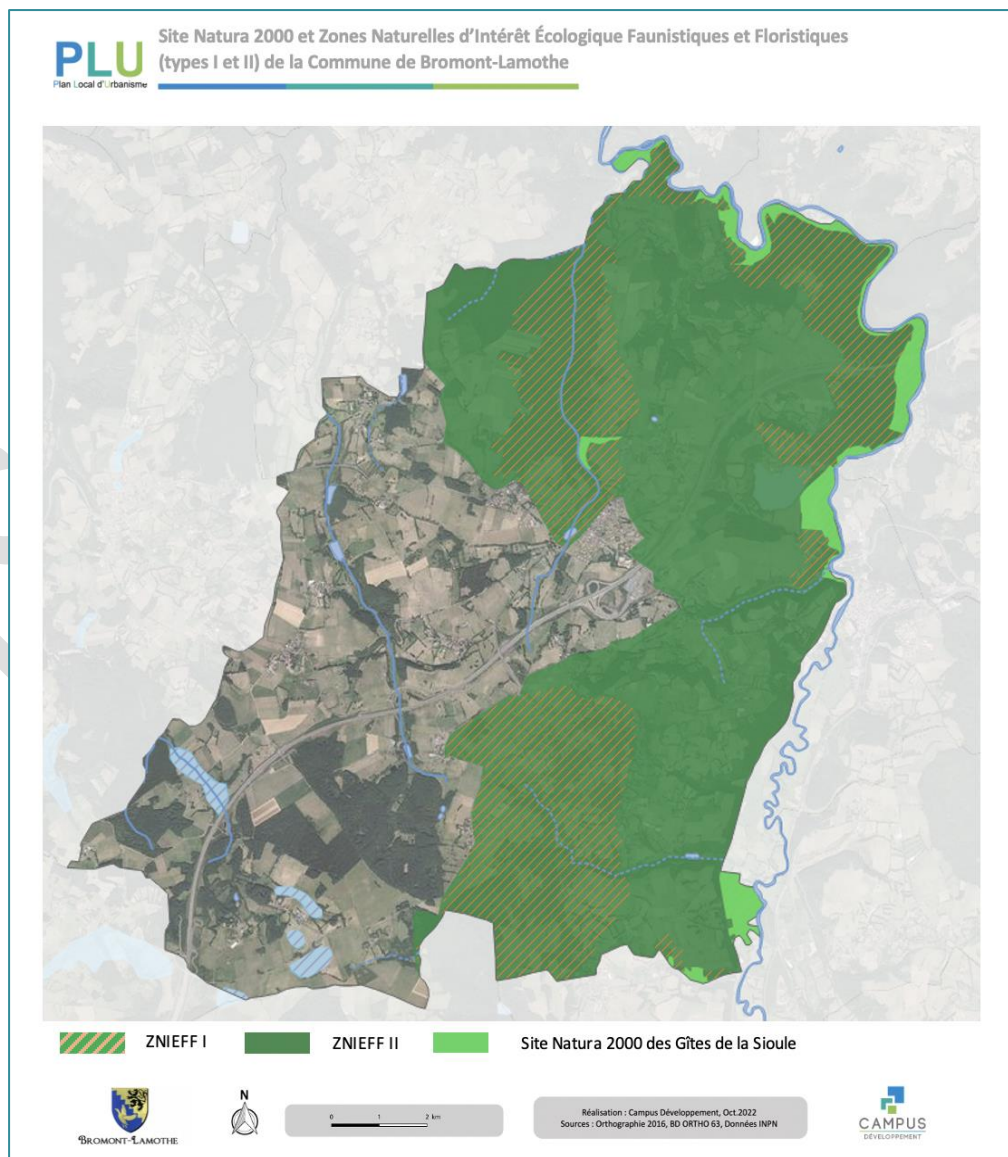 Site Natura 2000 et Zones Naturelles d'Intérêt Écologique Faunistiques et Floristiques
(types I et II) de la Commune de Bromont-Lamothe
PLU
Plan Local d'Urbanisme
ZNIEFF I
ZNIEFF II
Site Natura 2000 des Gîtes de la Sioule
BROMONT-LAMOTHE
N
0 1 2 km
Réalisation : Campus Développement, Oct.2022
Sources : Orthographie 2016, BD ORTHO 63, Données INPN
CAMPUS
DÉVELOPPEMENT